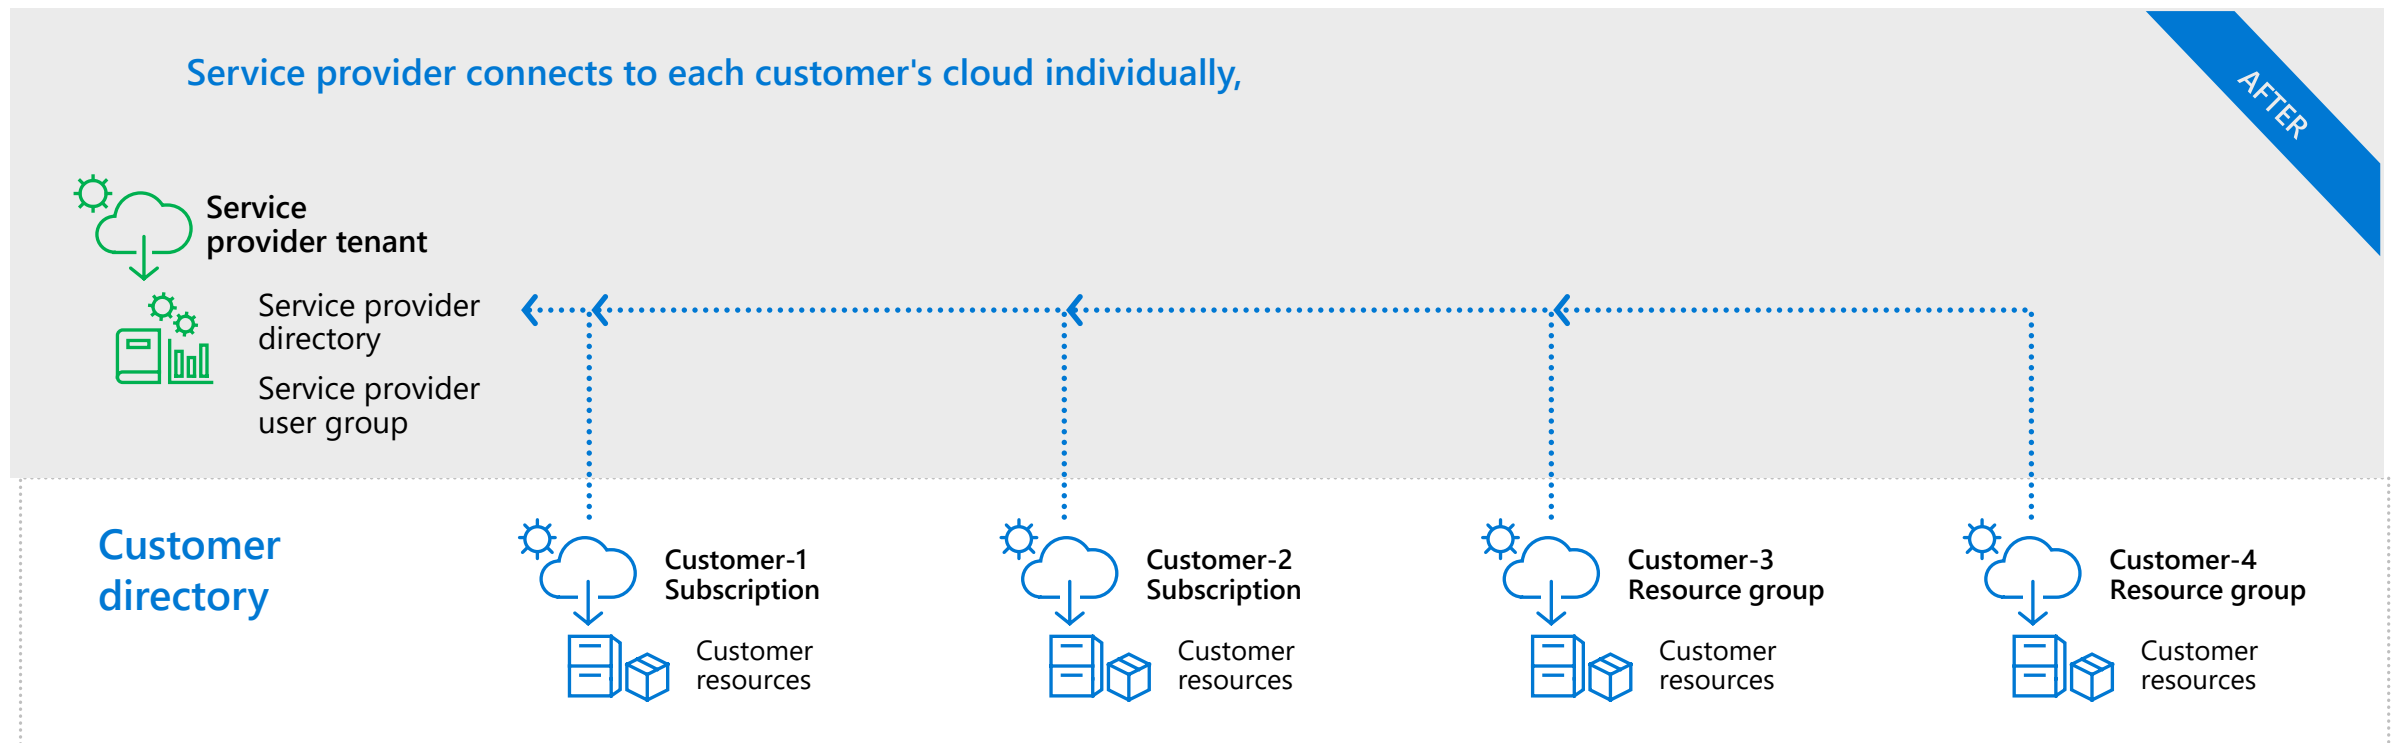 Service provider connects to each customer's cloud individually,
AFTER
Service
provider tenant
Service provider
directory
Service provider
user group
Customer
directory
Customer-1
Subscription
Customer
resources
Customer-2
Subscription
Customer
resources
Customer-3
Resource group
Customer
resources
Customer-4
Resource group
Customer
resources